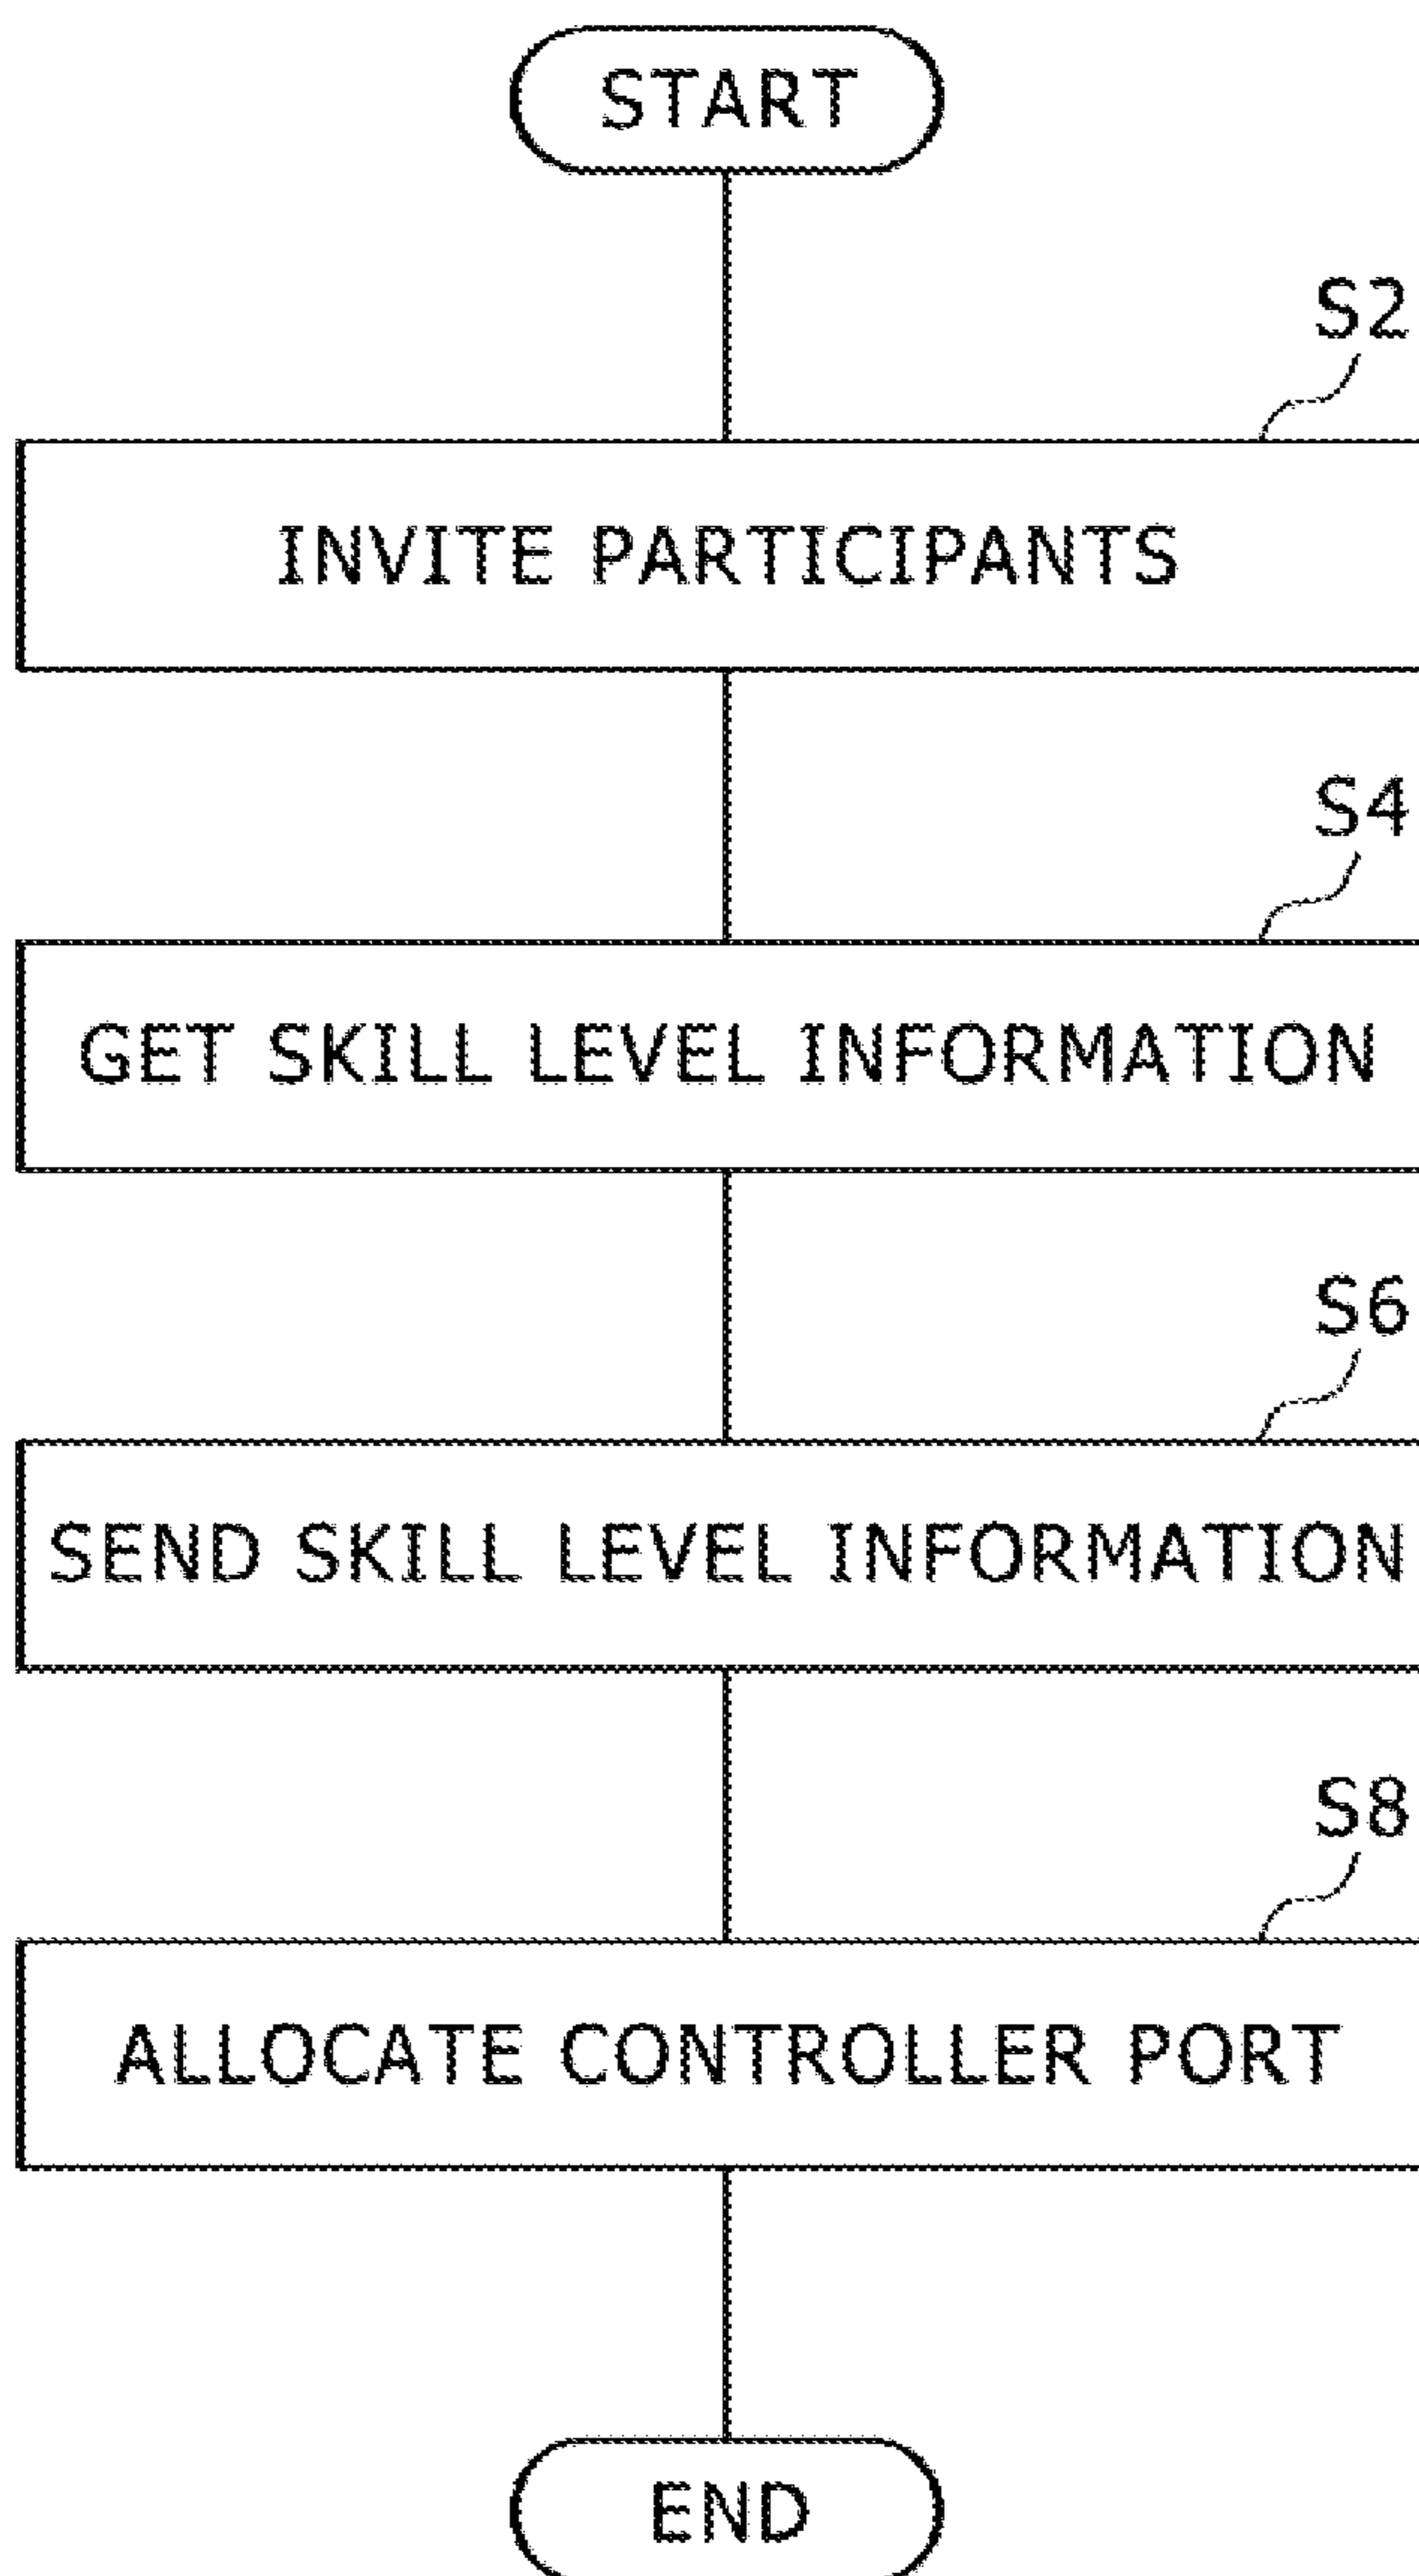 START
S2
INVITE PARTICIPANTS
S4
GET SKILL LEVEL INFORMATION
S6
SEND SKILL LEVEL INFORMATION
S8
ALLOCATE CONTROLLER PORT
END